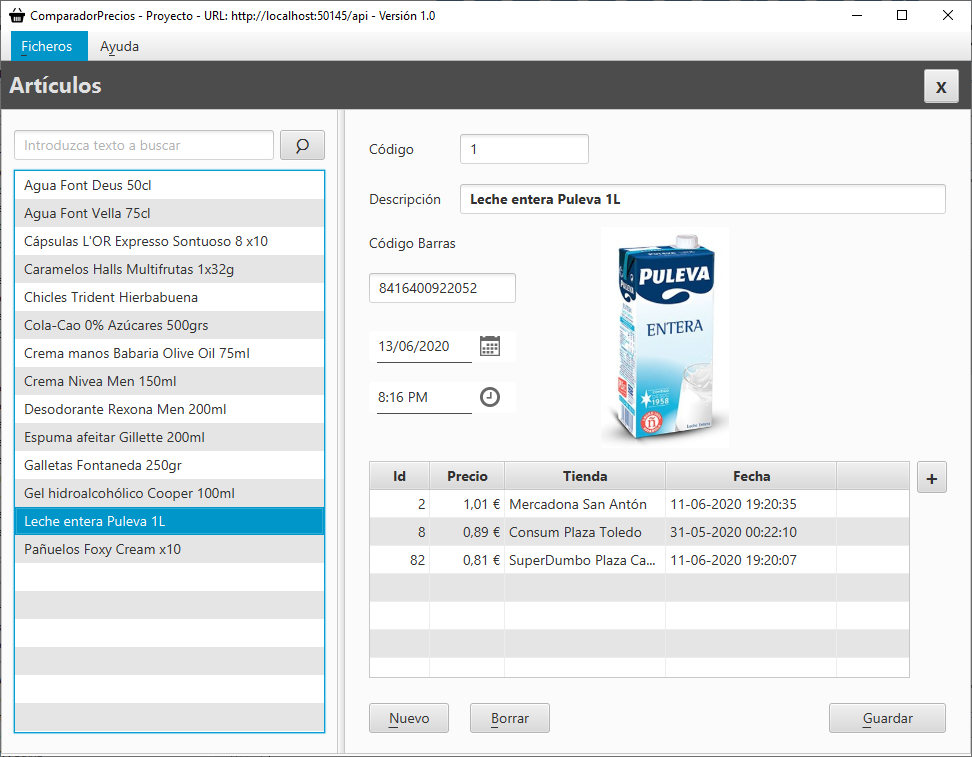 ComparadorPrecios - Proyecto - URL: http://localhost:50145/api - Versión 1.0
Ficheros Ayuda
Artículos
X
Introduzca texto a buscar
Agua Font Deus 50cl
Agua Font Vella 75cl
Cápsulas L'OR Expresso Sontuoso 8 x10
Caramelos Halls Multifrutas 1x32g
Chicles Trident Hierbabuena
Cola-Cao 0% Azúcares 500grs
Crema manos Babaria Olive Oil 75ml
Crema Nivea Men 150ml
Desodorante Rexona Men 200ml
Espuma afeitar Gillette 200ml
Galletas Fontaneda 250gr
Gel hidroalcohólico Cooper 100ml
Leche entera Puleva 1L
Pañuelos Foxy Cream x10
Código 1
Descripción Leche entera Puleva 1L
Código Barras
8416400922052
13/06/2020
8:16 PM
PULEVA
ENTERA
1958
Leche Entera
Id Precio Tienda Fecha
2 1,01 € Mercadona San Antón 11-06-2020 19:20:35
8 0,89 € Consum Plaza Toledo 31-05-2020 00:22:10
82 0,81 € SuperDumbo Plaza Ca... 11-06-2020 19:20:07
+
Nuevo Borrar Guardar